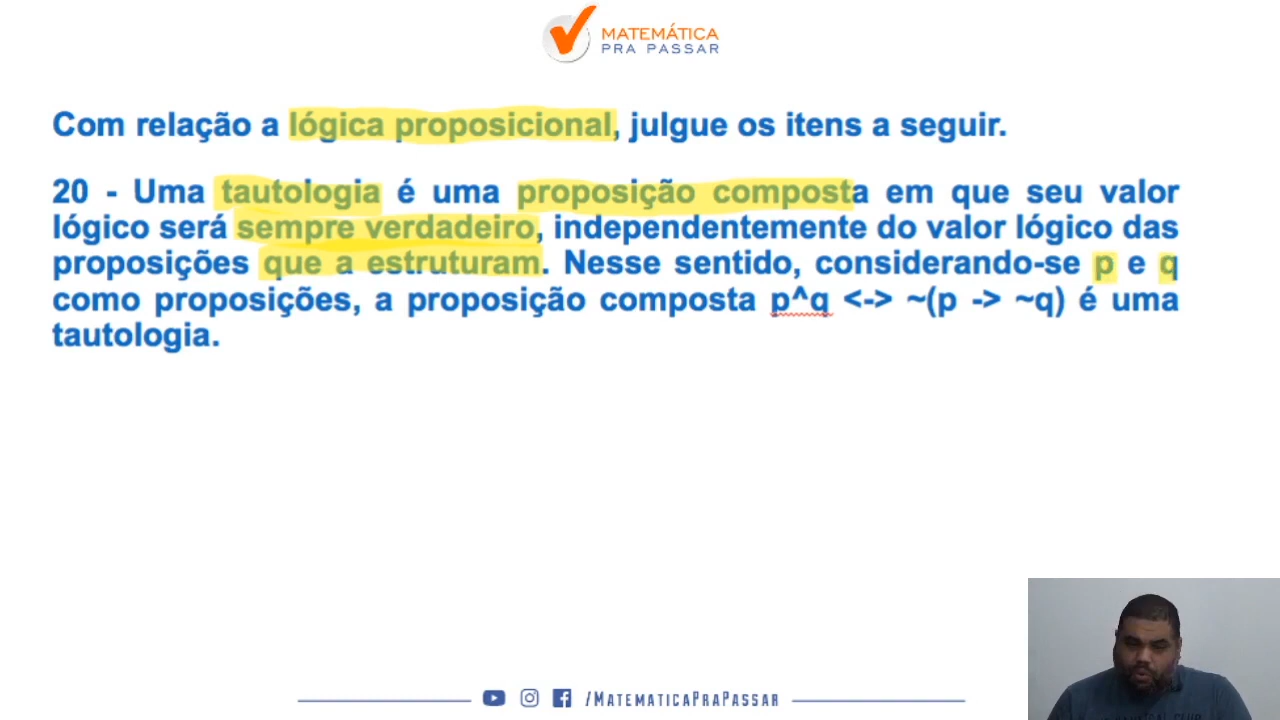 MATEMÁTICA
PRA PASSAR
Com relação a lógica proposicional, julgue os itens a seguir.
20 - Uma tautologia é uma proposição composta em que seu valor
lógico será sempre verdadeiro, independentemente do valor lógico das
proposições que a estruturam. Nesse sentido, considerando-se p e q
como proposições, a proposição composta p^q <-> ~(p -> ~q) é uma
tautologia.
/MATEMATICAPRAPASSAR